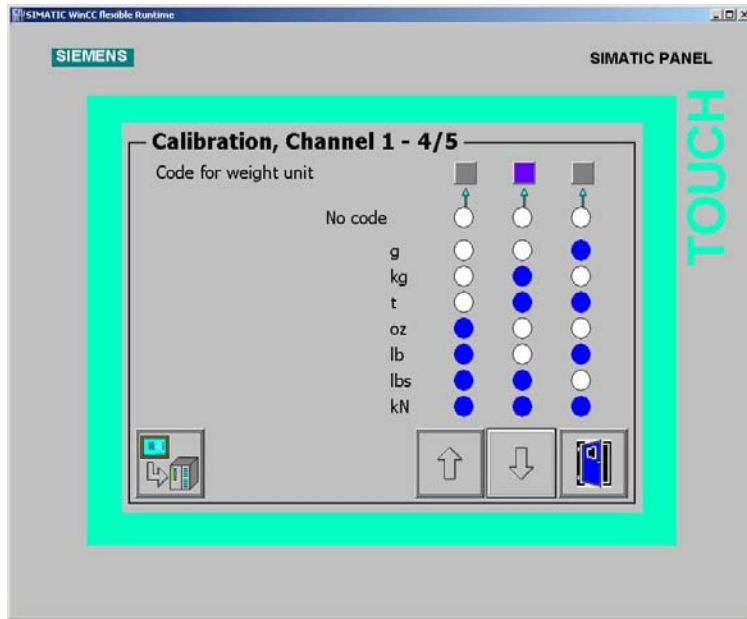 SIMATIC WinCC flexible Runtime
SIEMENS
SIMATIC PANEL
TOUCH
Calibration, Channel 1 - 4/5
Code for weight unit
No code
g
kg
t
oz
lb
lbs
kN